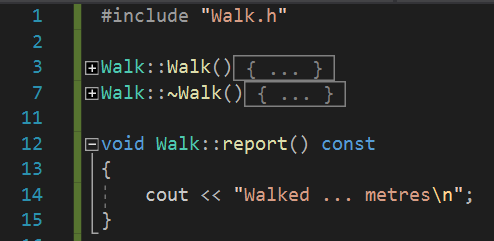 1 #include "Walk.h"
2
3 Walk::Walk() { ... }
7 Walk::~Walk() { ... }
11
12 void Walk::report() const
13 {
14 cout << "Walked ... metres\n";
15 }